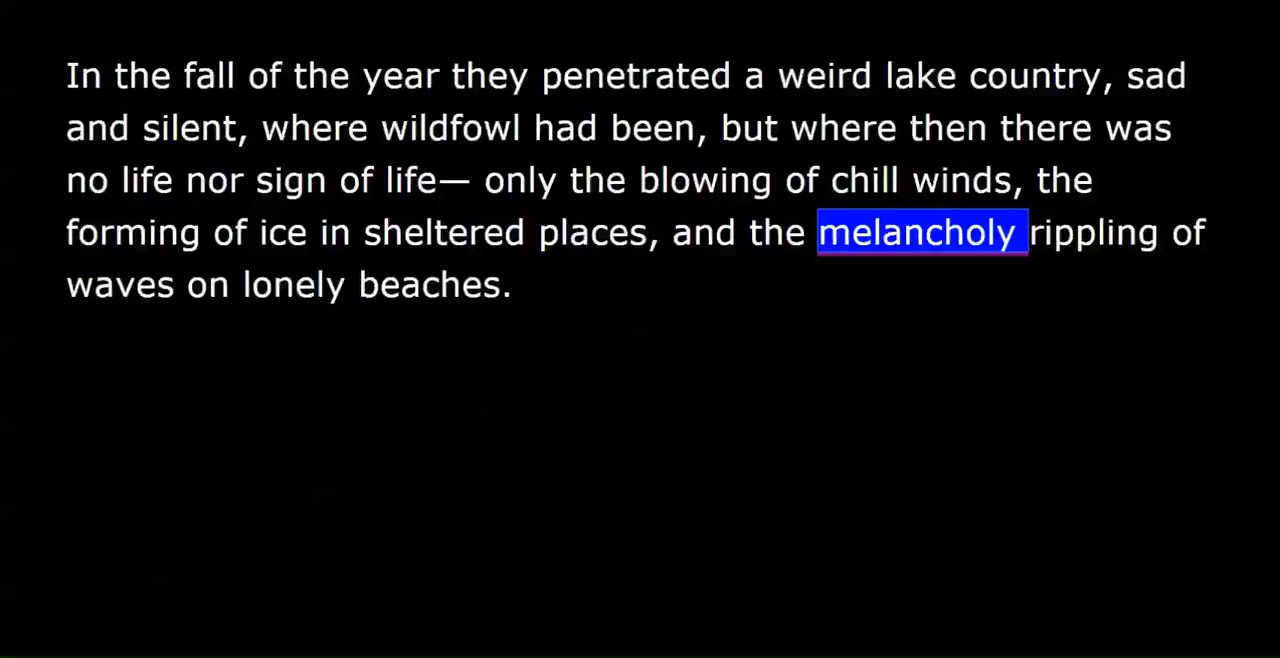 In the fall of the year they penetrated a weird lake country, sad
and silent, where wildfowl had been, but where then there was
no life nor sign of life— only the blowing of chill winds, the
forming of ice in sheltered places, and the melancholy rippling of
waves on lonely beaches.